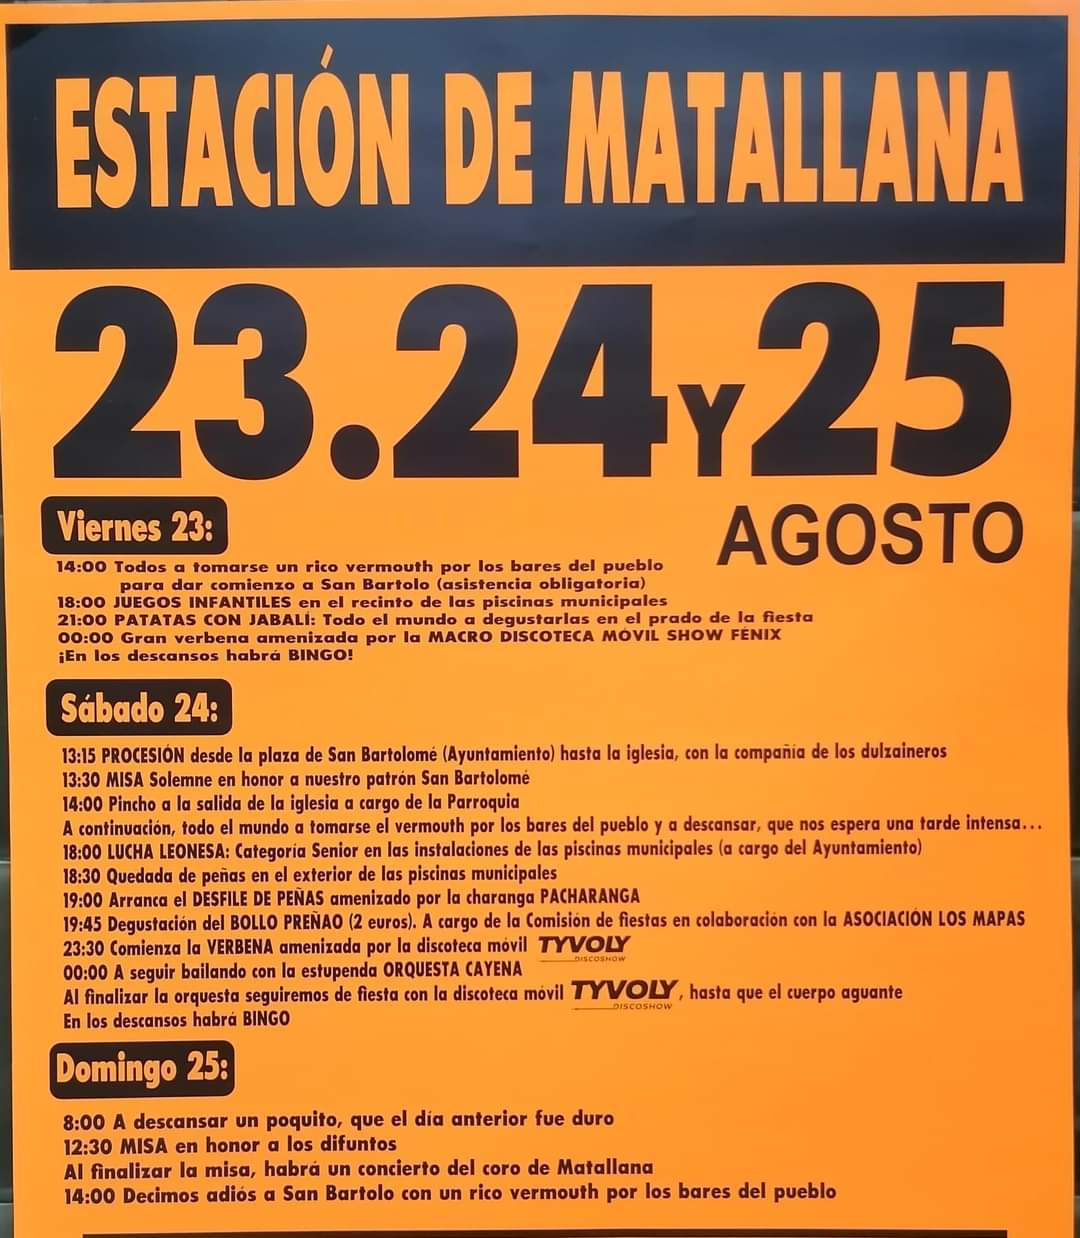 ESTACIÓN DE MATALLANA
23.24 Y 25
AGOSTO
Viernes 23:
14:00 Todos a tomarse un rico vermouth por los bares del pueblo
para dar comienzo a San Bartolo (asistencia obligatoria)
18:00 JUEGOS INFANTILES en el recinto de las piscinas municipales
21:00 PATATAS CON JABALÍ: Todo el mundo a degustarlas en el prado de la fiesta
00:00 Gran verbena amenizada por la MACRO DISCOTECA MÓVIL SHOW FÉNIX
¡En los descansos habrá BINGO!
Sábado 24:
13:15 PROCESIÓN desde la plaza de San Bartolomé (Ayuntamiento) hasta la iglesia, con la compañía de los dulzaineros
13:30 MISA Solemne en honor a nuestro patrón San Bartolomé
14:00 Pincho a la salida de la iglesia a cargo de la Parroquia
A continuación, todo el mundo a tomarse el vermouth por los bares del pueblo y a descansar, que nos espera una tarde intensa...
18:00 LUCHA LEONESA: Categoría Senior en las instalaciones de las piscinas municipales (a cargo del Ayuntamiento)
18:30 Quedada de peñas en el exterior de las piscinas municipales
19:00 Arranca el DESFILE DE PEÑAS amenizado por la charanga PACHARANGA
19:45 Degustación del BOLLO PREÑAO (2 euros). A cargo de la Comisión de fiestas en colaboración con la ASOCIACIÓN LOS MAPAS
23:30 Comienza la VERBENA amenizada por la discoteca móvil TYVOLY DISCOSHOW
00:00 A seguir bailando con la estupenda ORQUESTA CAYENA
Al finalizar la orquesta seguiremos de fiesta con la discoteca móvil TYVOLY DISCOSHOW, hasta que el cuerpo aguante
En los descansos habrá BINGO
Domingo 25:
8:00 A descansar un poquito, que el día anterior fue duro
12:30 MISA en honor a los difuntos
Al finalizar la misa, habrá un concierto del coro de Matallana
14:00 Decimos adiós a San Bartolo con un rico vermouth por los bares del pueblo